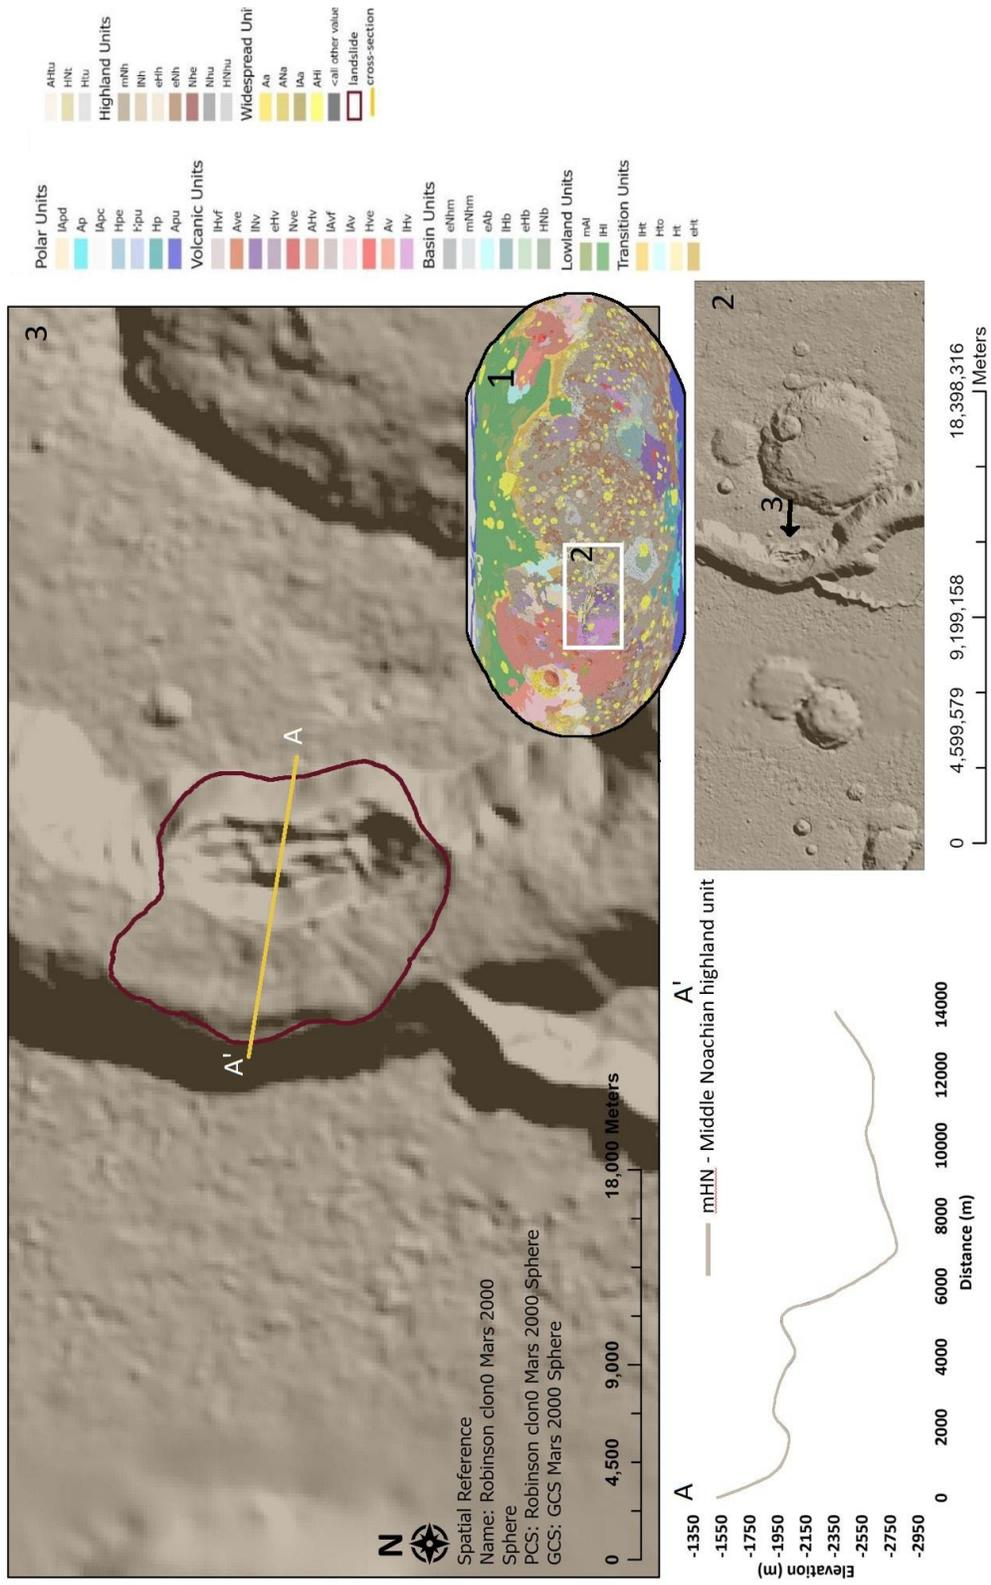 3
A'
A
N
Spatial Reference
Name: Robinson clon0 Mars 2000
Sphere
PCS: Robinson clon0 Mars 2000 Sphere
GCS: GCS Mars 2000 Sphere
0 4,500 9,000 18,000 Meters
1
2
Polar Units
lApd
Ap
lApc
Hpe
Hp
Apu
Volcanic Units
lHvf
Ave
lNv
eHv
Nve
AHv
lAvf
lAv
Hve
Av
lHv
Basin Units
eNhm
mNhm
eAb
lHb
eHb
HNb
Lowland Units
mAl
lHl
Transition Units
lHt
Hto
Ht
eHt
AHtu
HNt
Htu
Highland Units
mNh
lNh
eHh
eNh
Nhe
Nhu
HNhu
Widespread Uni
Aa
ANa
lAa
AHi
<all other value
landslide
cross-section
A
A'
mHN - Middle Noachian highland unit
-1350
-1550
-1750
-1950
-2150
-2350
-2550
-2750
-2950
Elevation (m)
0 2000 4000 6000 8000 10000 12000 14000
Distance (m)
2
3
0 4,599,579 9,199,158 18,398,316
Meters